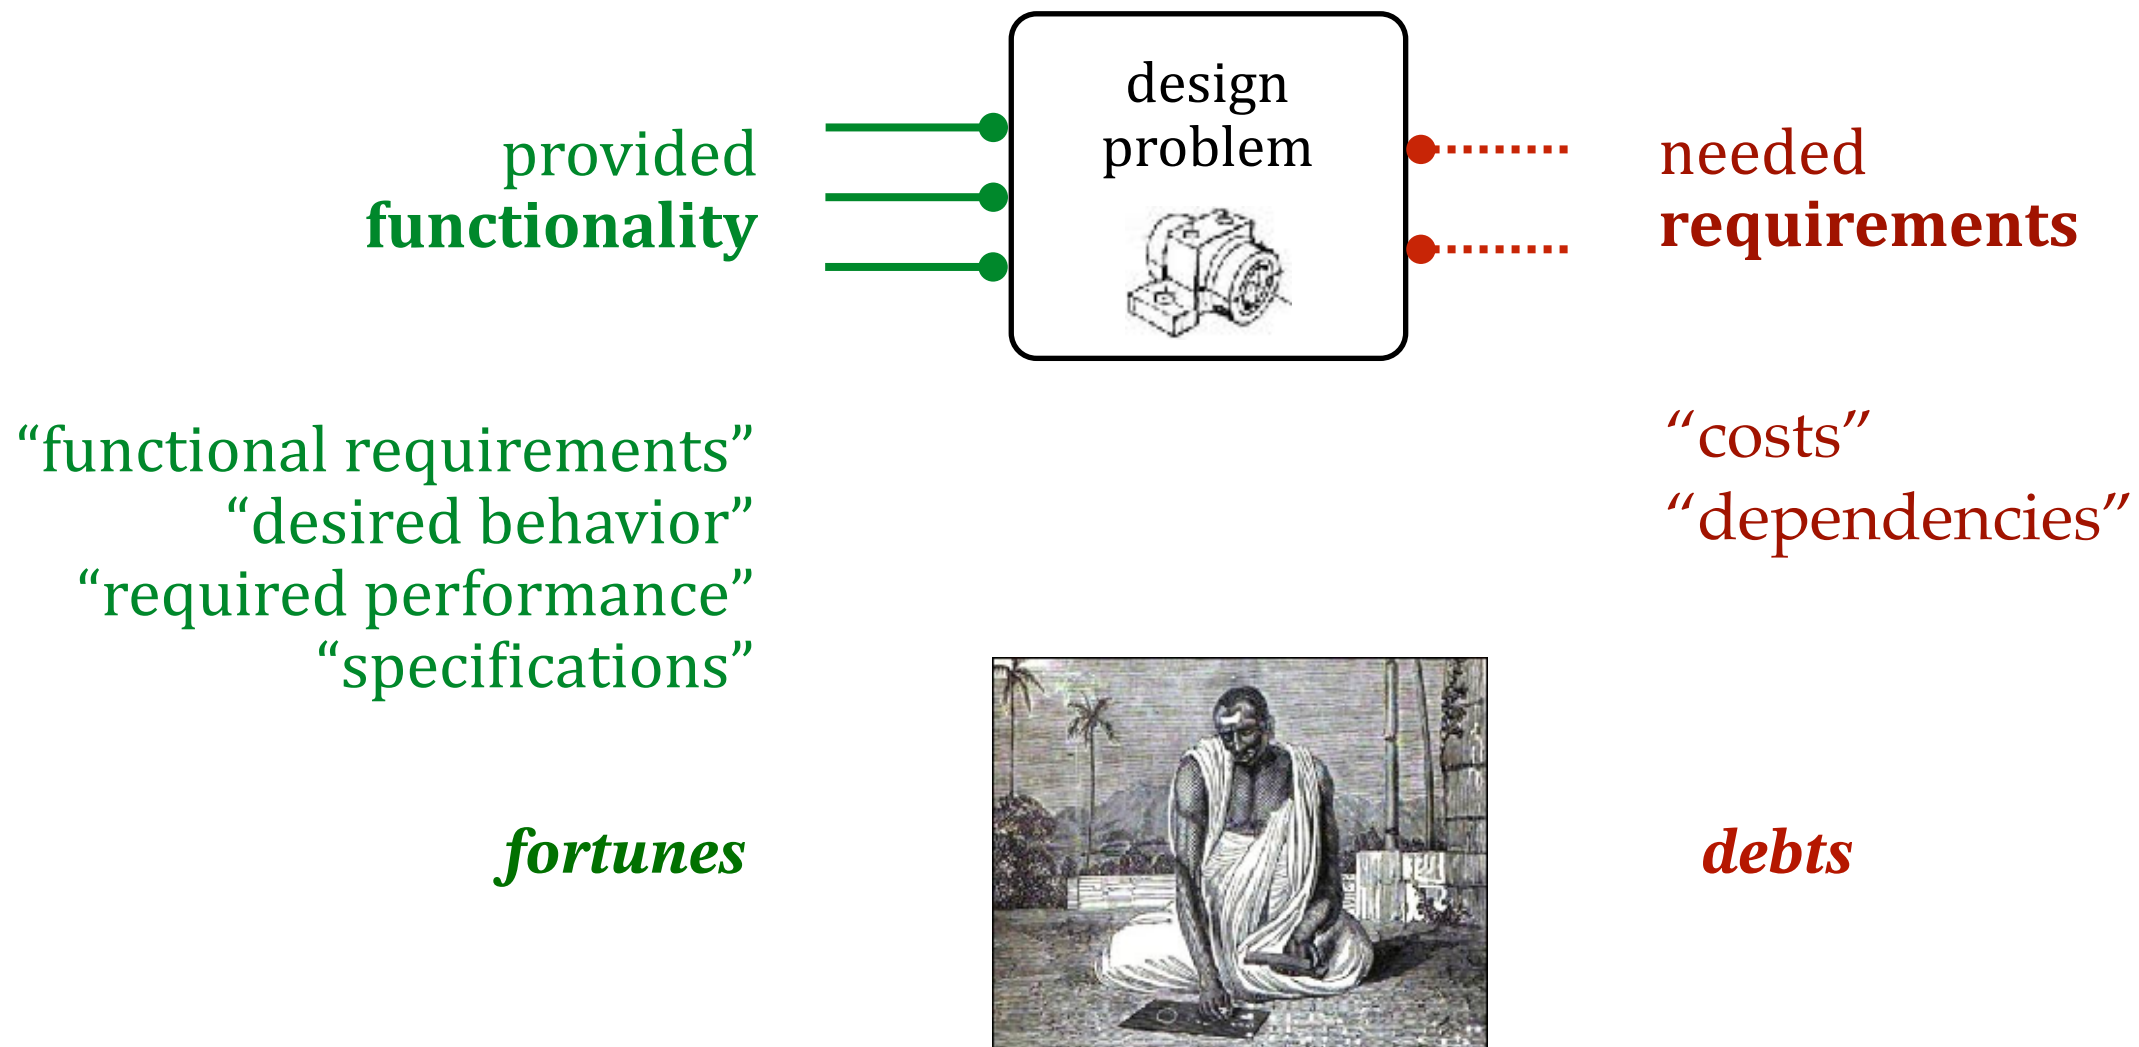 design
problem
provided
functionality
needed
requirements
“functional requirements”
“desired behavior”
“required performance”
“specifications”
“costs”
“dependencies”
fortunes
debts